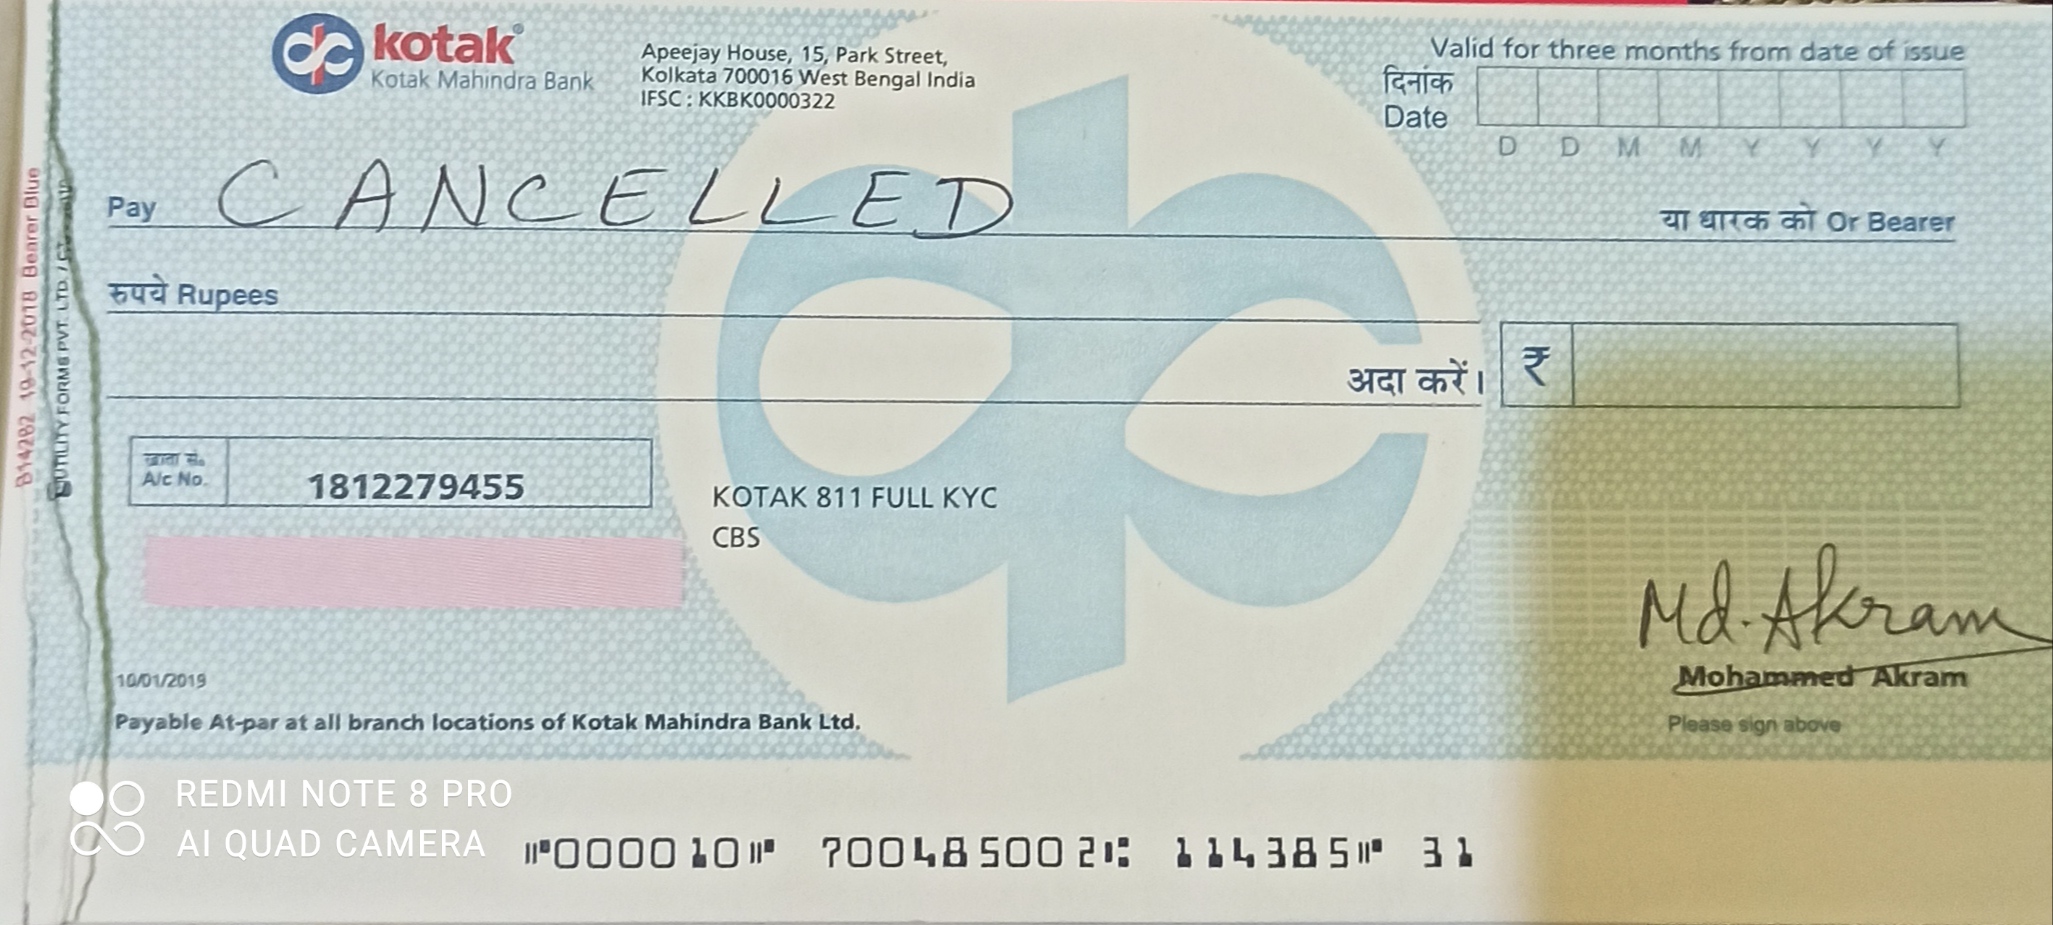 kotak
Kotak Mahindra Bank
Apeejay House, 15, Park Street,
Kolkata 700016 West Bengal India
IFSC : KKBK0000322
Valid for three months from date of issue
दिनांक
Date
D D M M Y Y Y Y
Pay CANCELLED
या धारक को Or Bearer
रुपये Rupees
अदा करें। ₹
खाता सं.
A/c No. 1812279455
KOTAK 811 FULL KYC
CBS
Md. Akram
Mohammed Akram
Please sign above
10/01/2019
Payable At-par at all branch locations of Kotak Mahindra Bank Ltd.
REDMI NOTE 8 PRO
AI QUAD CAMERA
⑈000010⑈ 700485002⑆ 114385⑈ 31
B14262 19-12-2018 Bearer Blue
UTILITY FORMS PVT. LTD. /